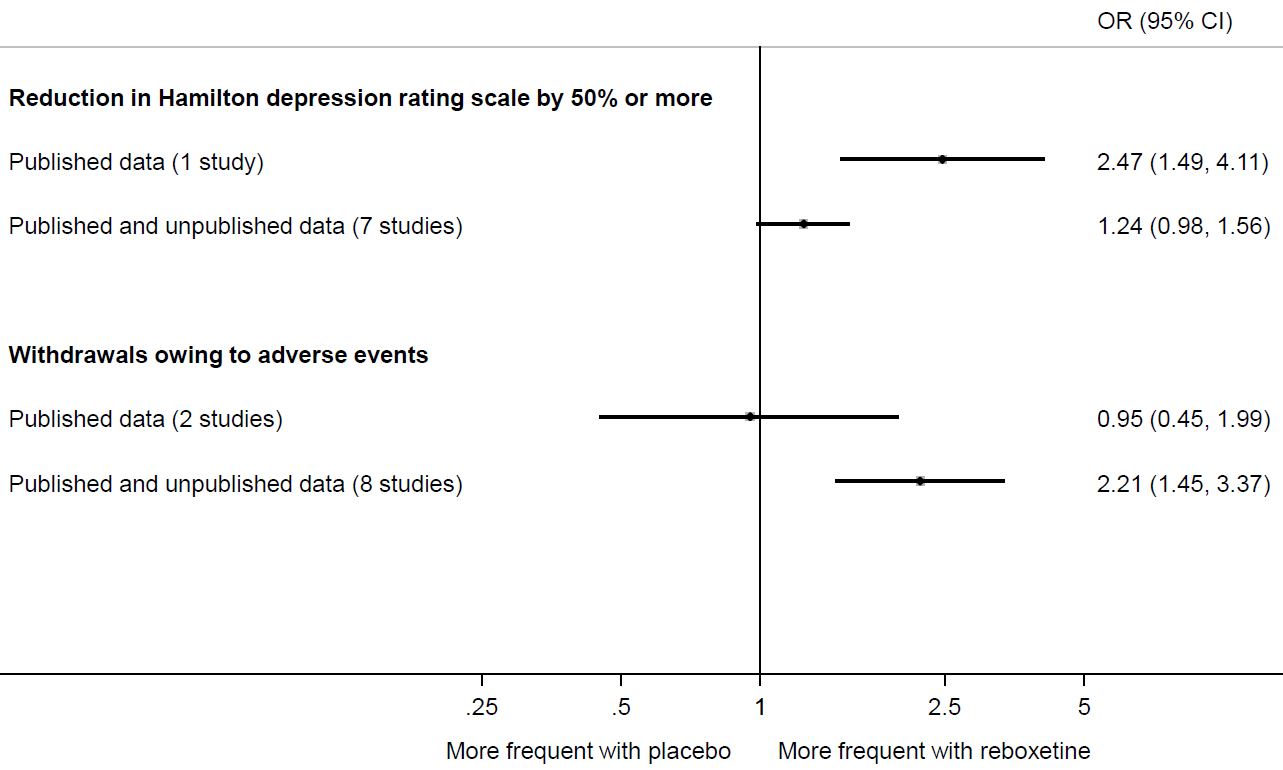 OR (95% CI)
Reduction in Hamilton depression rating scale by 50% or more
Published data (1 study) 2.47 (1.49, 4.11)
Published and unpublished data (7 studies) 1.24 (0.98, 1.56)
Withdrawals owing to adverse events
Published data (2 studies) 0.95 (0.45, 1.99)
Published and unpublished data (8 studies) 2.21 (1.45, 3.37)
.25 .5 1 2.5 5
More frequent with placebo More frequent with reboxetine